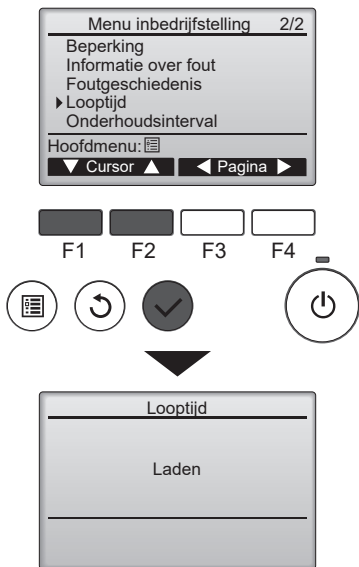 Menu inbedrijfstelling 2/2
Beperking
Informatie over fout
Foutgeschiedenis
Looptijd
Onderhoudsinterval
Hoofdmenu:
▼ Cursor ▲ ◀ Pagina ▶
F1 F2 F3 F4
Looptijd
Laden